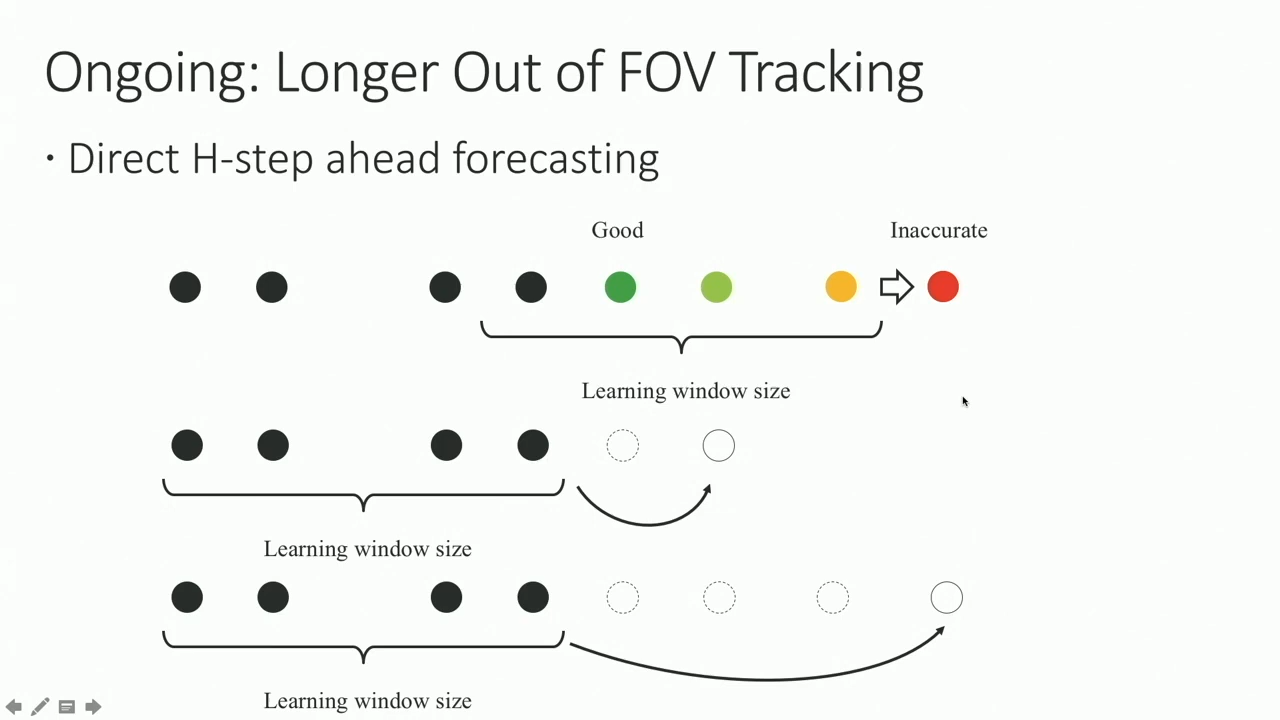 Ongoing: Longer Out of FOV Tracking
• Direct H-step ahead forecasting
Good
Inaccurate
Learning window size
Learning window size
Learning window size